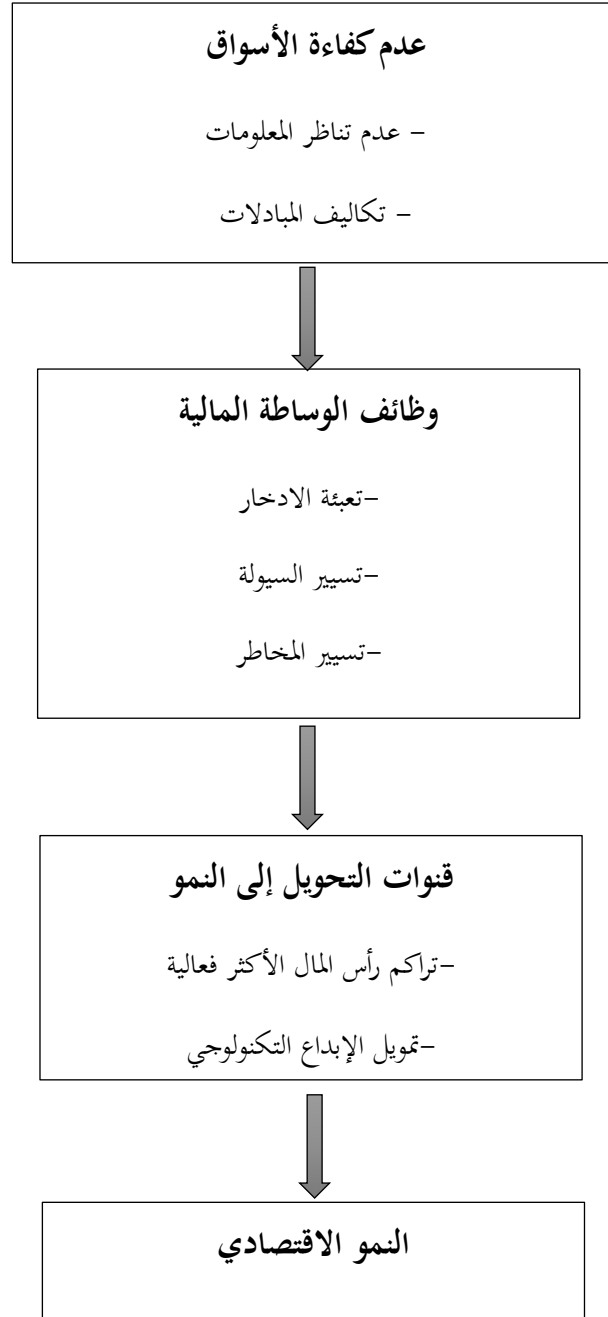 عدم كفاءة الأسواق
– عدم تناظر المعلومات
– تكاليف المبادلات
وظائف الوساطة المالية
–تعبئة الادخار
–تسيير السيولة
–تسيير المخاطر
قنوات التحويل إلى النمو
–تراكم رأس المال الأكثر فعالية
–تمويل الإبداع التكنولوجي
النمو الاقتصادي